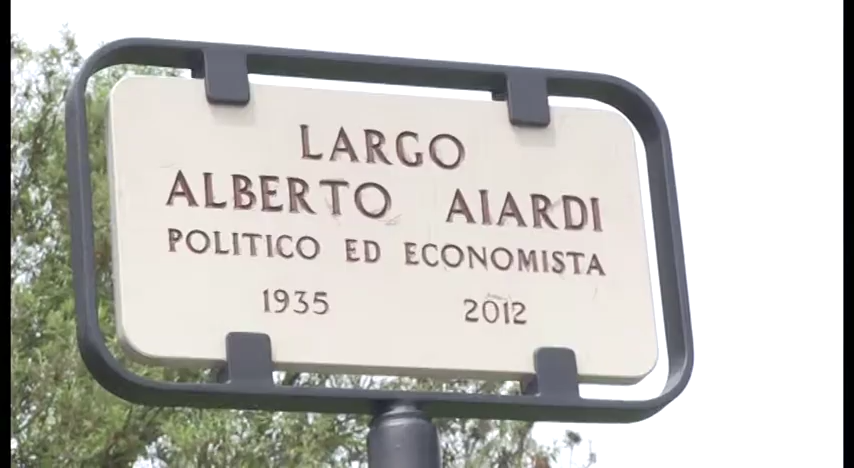 LARGO
ALBERTO AIARDI
POLITICO ED ECONOMISTA
1935 2012